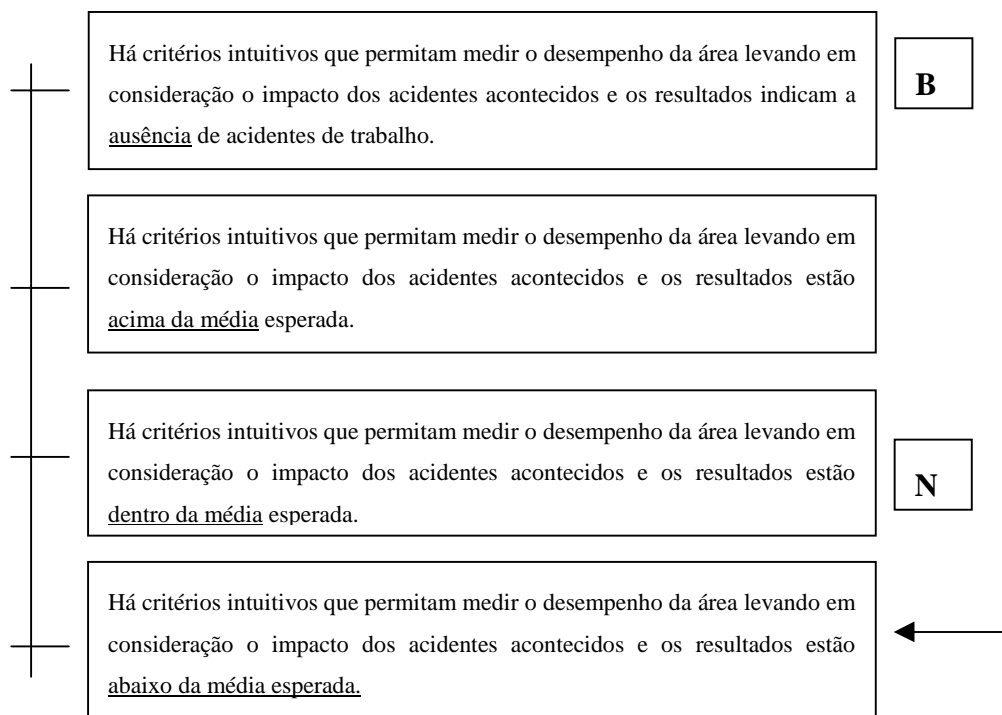 Há critérios intuitivos que permitam medir o desempenho da área levando em
consideração o impacto dos acidentes acontecidos e os resultados indicam a
ausência de acidentes de trabalho.
B
Há critérios intuitivos que permitam medir o desempenho da área levando em
consideração o impacto dos acidentes acontecidos e os resultados estão
acima da média esperada.
Há critérios intuitivos que permitam medir o desempenho da área levando em
consideração o impacto dos acidentes acontecidos e os resultados estão
dentro da média esperada.
N
Há critérios intuitivos que permitam medir o desempenho da área levando em
consideração o impacto dos acidentes acontecidos e os resultados estão
abaixo da média esperada.